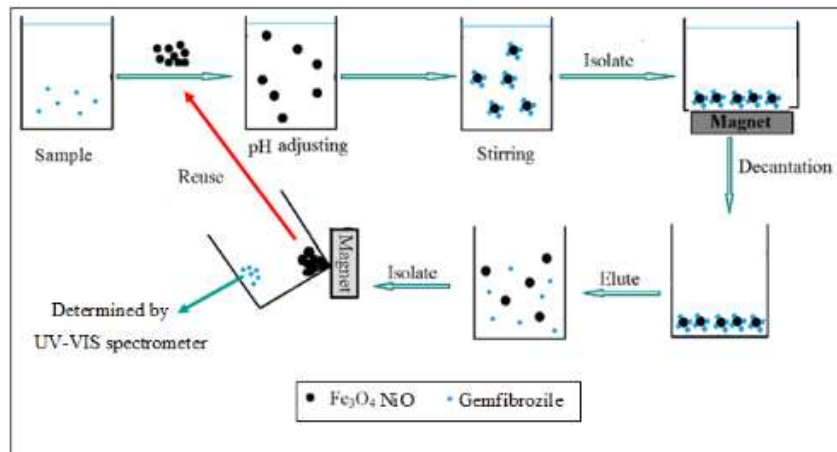 Sample
pH adjusting
Stirring
Isolate
Magnet
Decantation
Reuse
Magnet
Isolate
Elute
Determined by
UV-VIS spectrometer
Fe₃O₄ NiO
Gemfibrozile